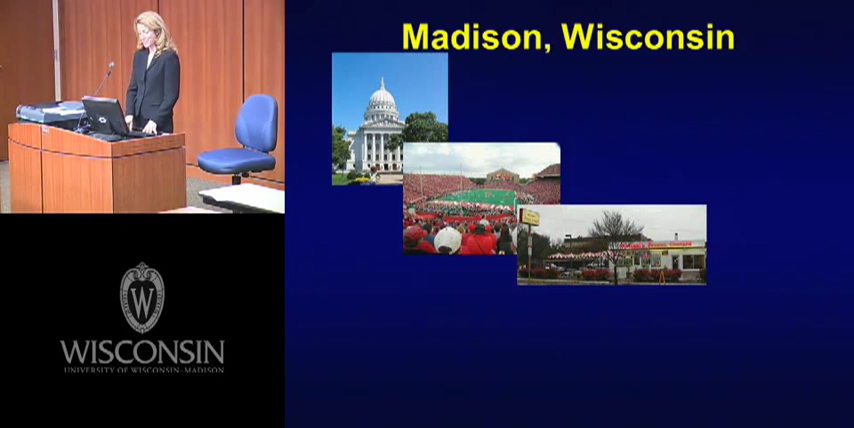 Madison, Wisconsin
W
WISCONSIN
UNIVERSITY OF WISCONSIN–MADISON